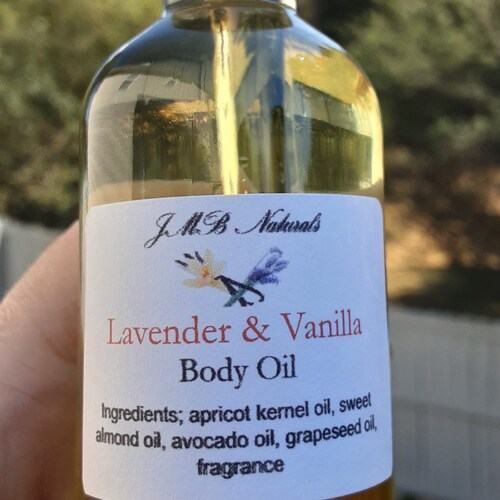 JMB Naturals
Lavender & Vanilla
Body Oil
Ingredients; apricot kernel oil, sweet
almond oil, avocado oil, grapeseed oil,
fragrance